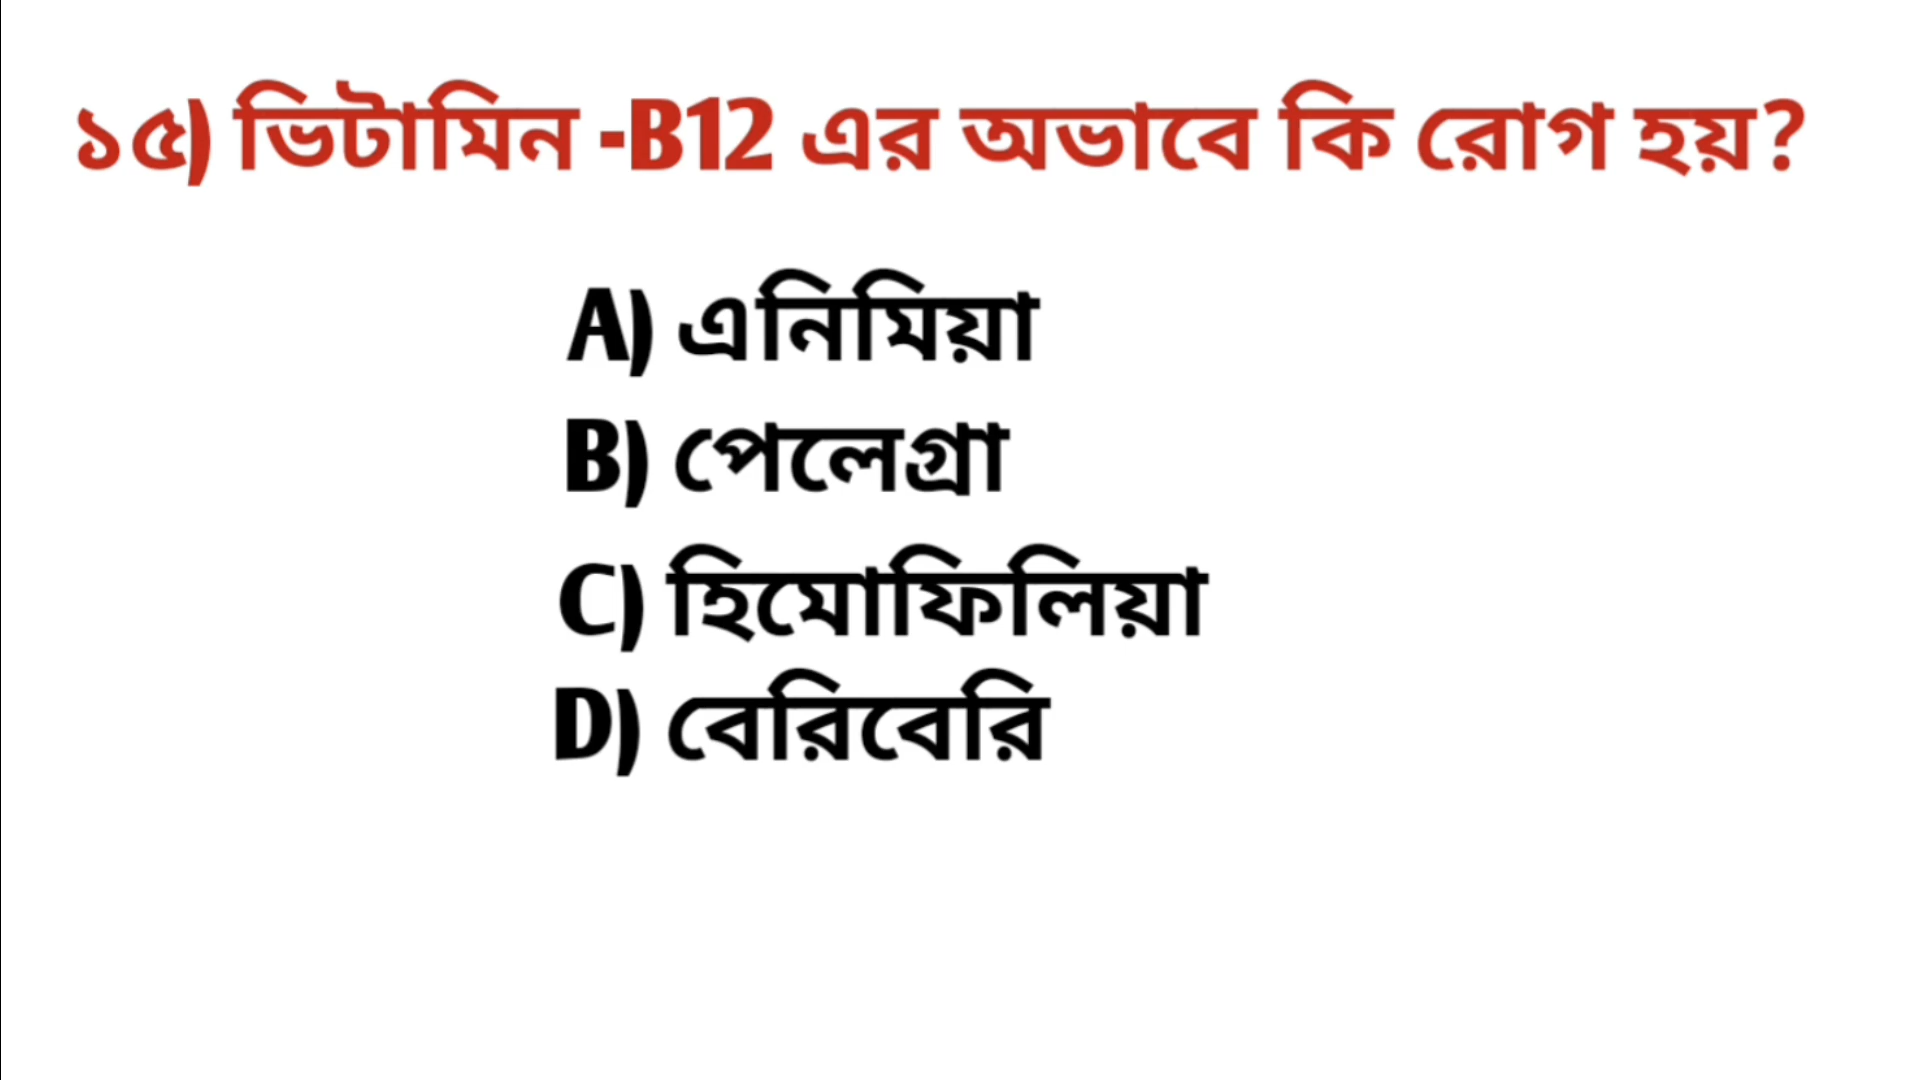 ১৫) ভিটামিন -B12 এর অভাবে কি রোগ হয়?
A) এনিমিয়া
B) পেলেগ্রা
C) হিমোফিলিয়া
D) বেরিবেরি